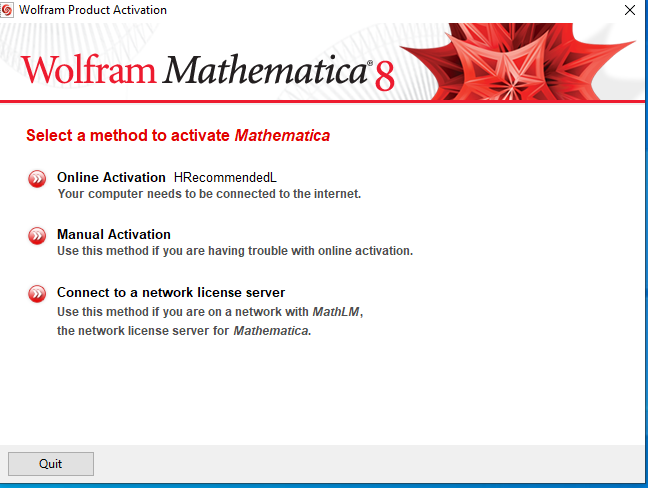 Wolfram Product Activation
Wolfram Mathematica® 8
Select a method to activate Mathematica
Online Activation HRecommendedL
Your computer needs to be connected to the internet.
Manual Activation
Use this method if you are having trouble with online activation.
Connect to a network license server
Use this method if you are on a network with MathLM,
the network license server for Mathematica.
Quit